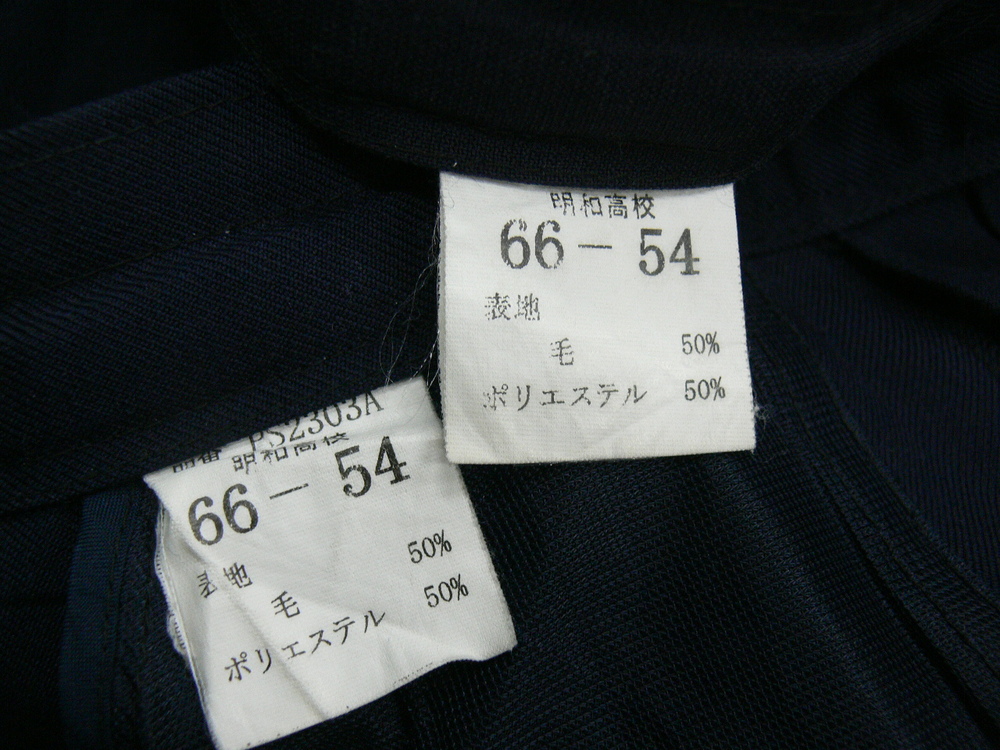 明和高校
66 - 54
表地
毛 50%
ポリエステル 50%
品番 PS2303A
明和高校
66 - 54
表地
毛 50%
ポリエステル 50%